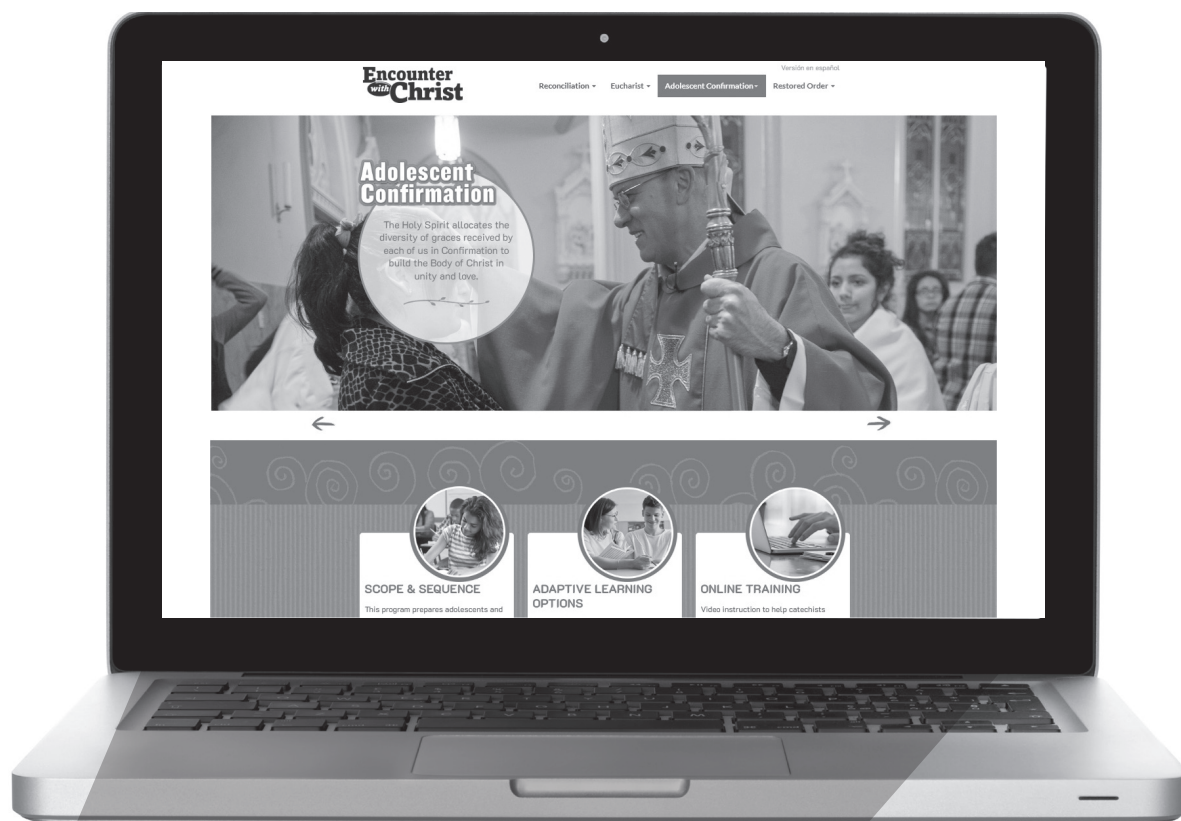 Encounter
with Christ
Versión en español
Reconciliation
Eucharist
Adolescent Confirmation
Restored Order
Adolescent
Confirmation
The Holy Spirit allocates the
diversity of graces received by
each of us in Confirmation to
build the Body of Christ in
unity and love.
SCOPE & SEQUENCE
This program prepares adolescents and
ADAPTIVE LEARNING
OPTIONS
ONLINE TRAINING
Video instruction to help catechists